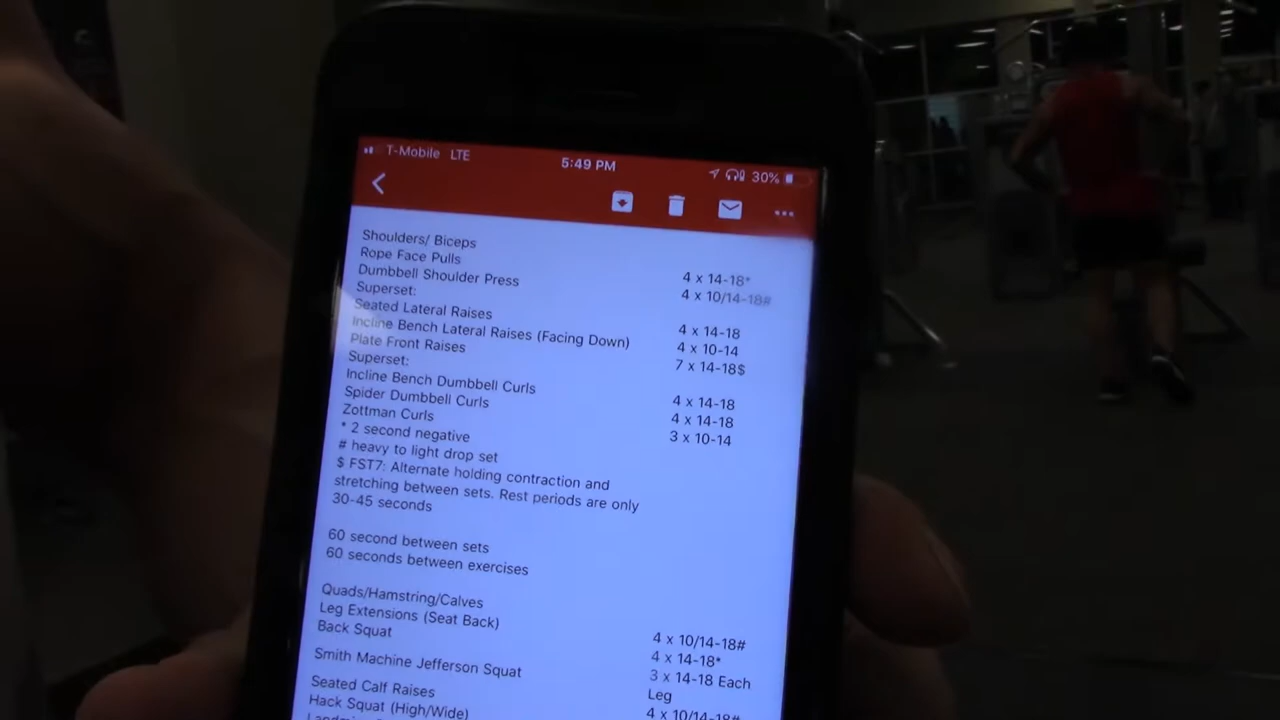 T-Mobile LTE 5:49 PM 30%
Shoulders/ Biceps
Rope Face Pulls 4 x 14-18*
Dumbbell Shoulder Press 4 x 10/14-18#
Superset:
Seated Lateral Raises 4 x 14-18
Incline Bench Lateral Raises (Facing Down) 4 x 10-14
Plate Front Raises 7 x 14-18$
Superset:
Incline Bench Dumbbell Curls 4 x 14-18
Spider Dumbbell Curls 4 x 14-18
Zottman Curls 3 x 10-14
* 2 second negative
# heavy to light drop set
$ FST7: Alternate holding contraction and
stretching between sets. Rest periods are only
30-45 seconds
60 second between sets
60 seconds between exercises
Quads/Hamstring/Calves
Leg Extensions (Seat Back) 4 x 10/14-18#
Back Squat 4 x 14-18*
Smith Machine Jefferson Squat 3 x 14-18 Each
Leg
Seated Calf Raises 4 x 10/14-18#
Hack Squat (High/Wide)